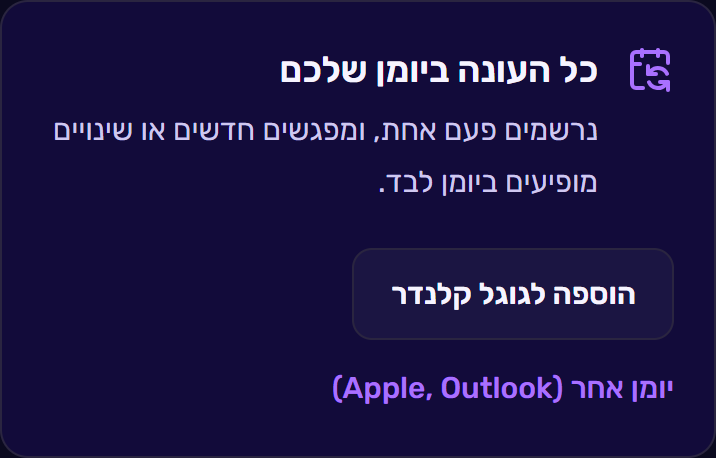 כל העונה ביומן שלכם
נרשמים פעם אחת, ומפגשים חדשים או שינויים
מופיעים ביומן לבד.
הוספה לגוגל קלנדר
יומן אחר (Apple, Outlook)